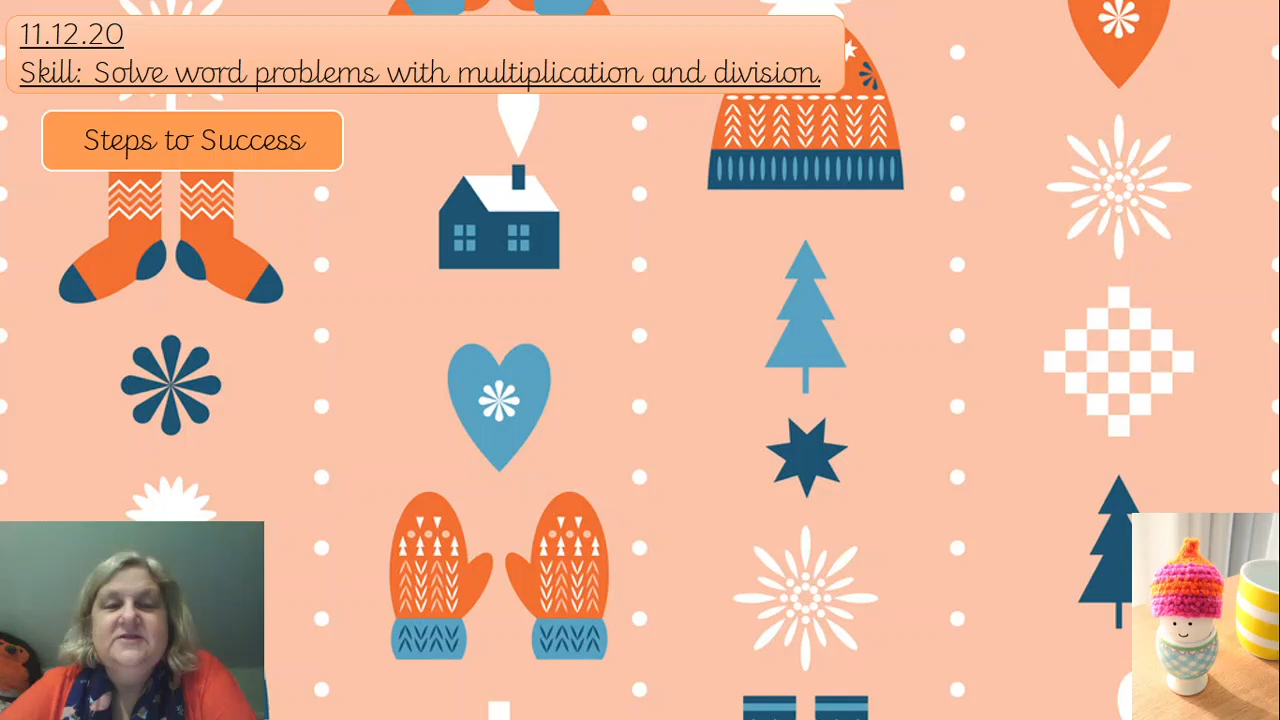 11.12.20
Skill: Solve word problems with multiplication and division.
Steps to Success